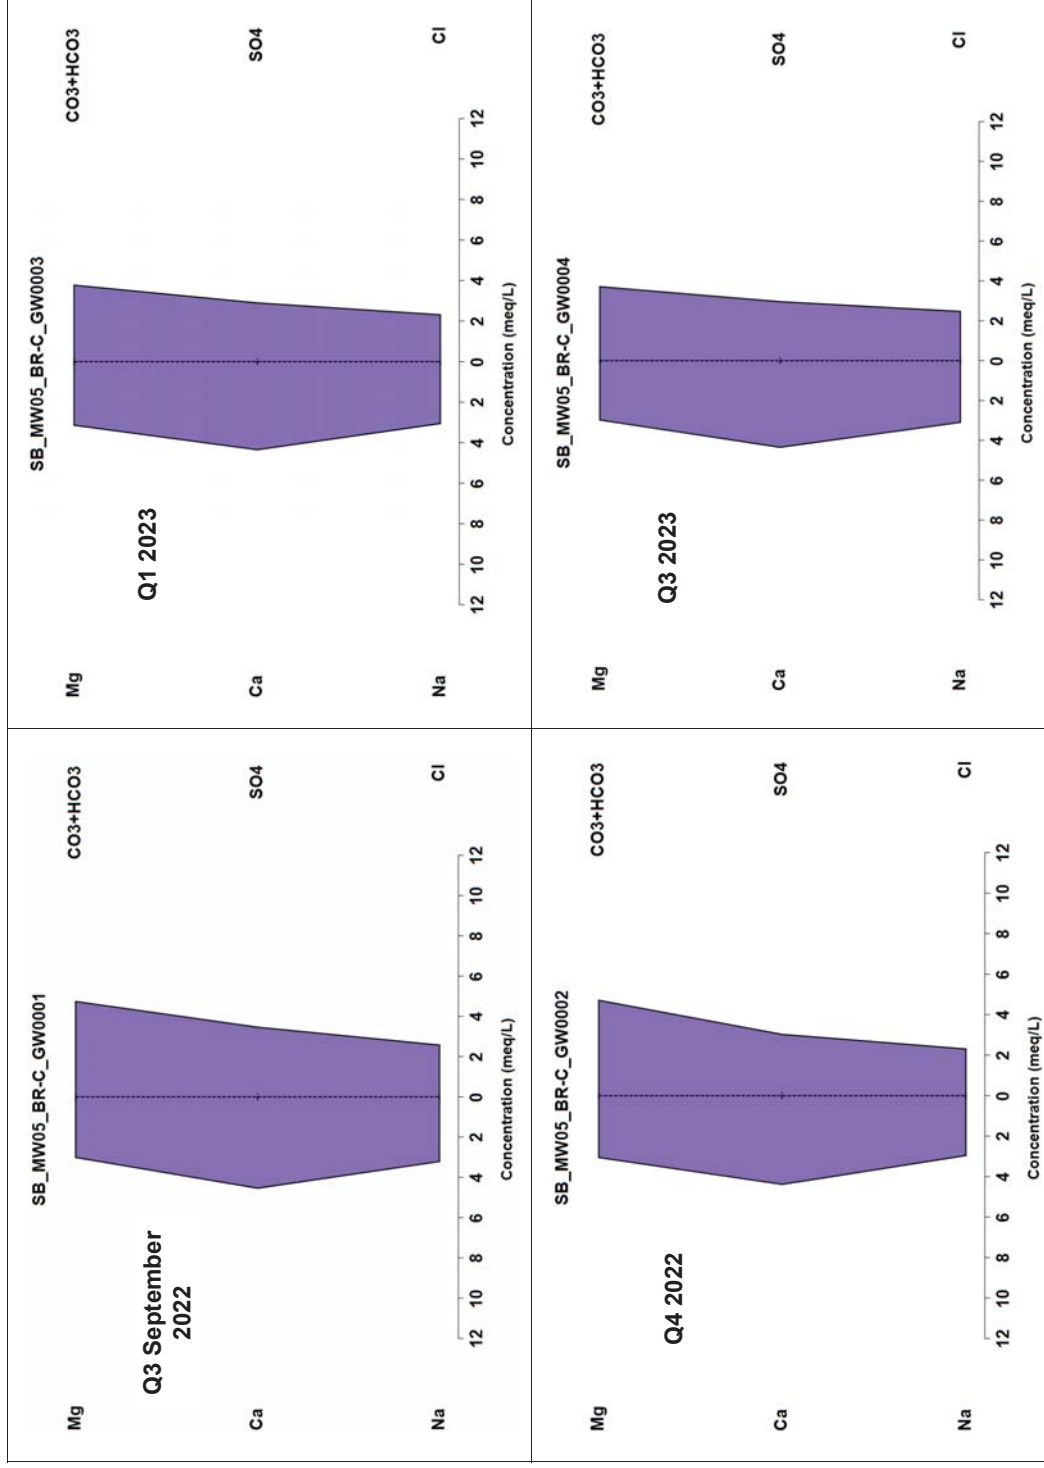 SB_MW05_BR-C_GW0001
Mg
CO3+HCO3
Q3 September
2022
Ca
SO4
Na
Cl
12 10 8 6 4 2 0 2 4 6 8 10 12
Concentration (meq/L)
SB_MW05_BR-C_GW0003
Mg
CO3+HCO3
Q1 2023
Ca
SO4
Na
Cl
12 10 8 6 4 2 0 2 4 6 8 10 12
Concentration (meq/L)
SB_MW05_BR-C_GW0002
Mg
CO3+HCO3
Q4 2022
Ca
SO4
Na
Cl
12 10 8 6 4 2 0 2 4 6 8 10 12
Concentration (meq/L)
SB_MW05_BR-C_GW0004
Mg
CO3+HCO3
Q3 2023
Ca
SO4
Na
Cl
12 10 8 6 4 2 0 2 4 6 8 10 12
Concentration (meq/L)